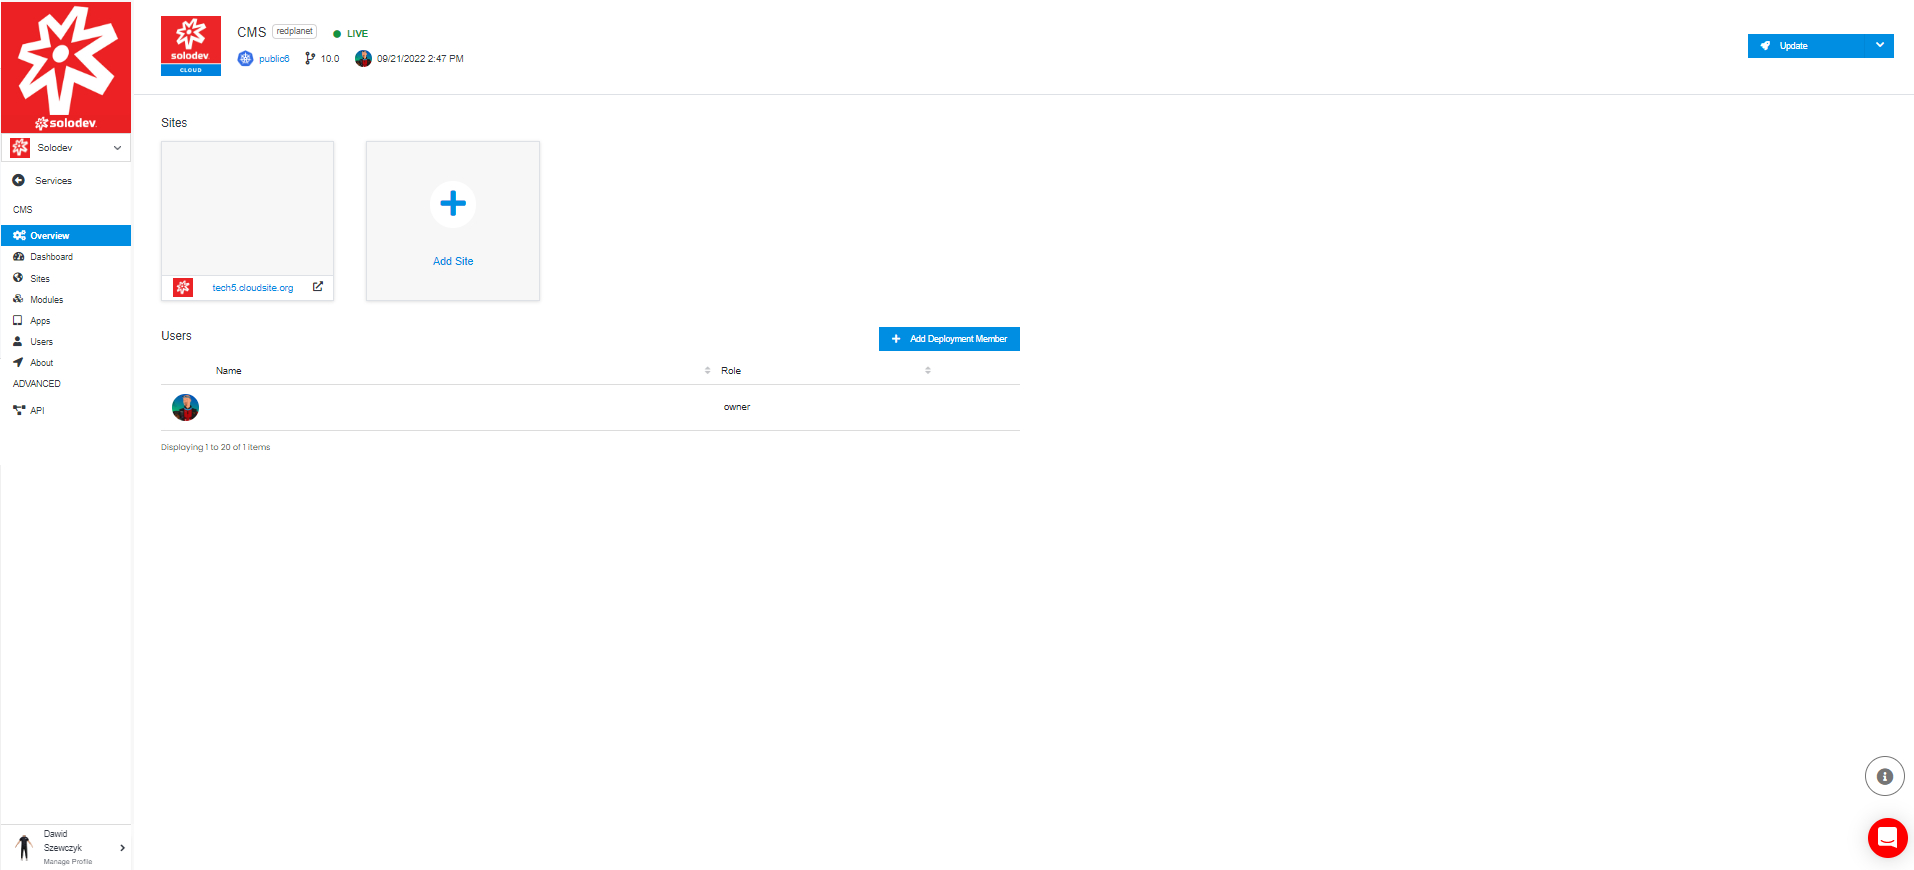 solodev
Solodev
Services
CMS
Overview
Dashboard
Sites
Modules
Apps
Users
About
ADVANCED
API
Dawid
Szewczyk
Manage Profile
solodev
CLOUD
CMS redplanet LIVE
public6 10.0 09/21/2022 2:47 PM
Update
Sites
tech5.cloudsite.org
Add Site
Users
Add Deployment Member
Name Role
owner
Displaying 1 to 20 of 1 items